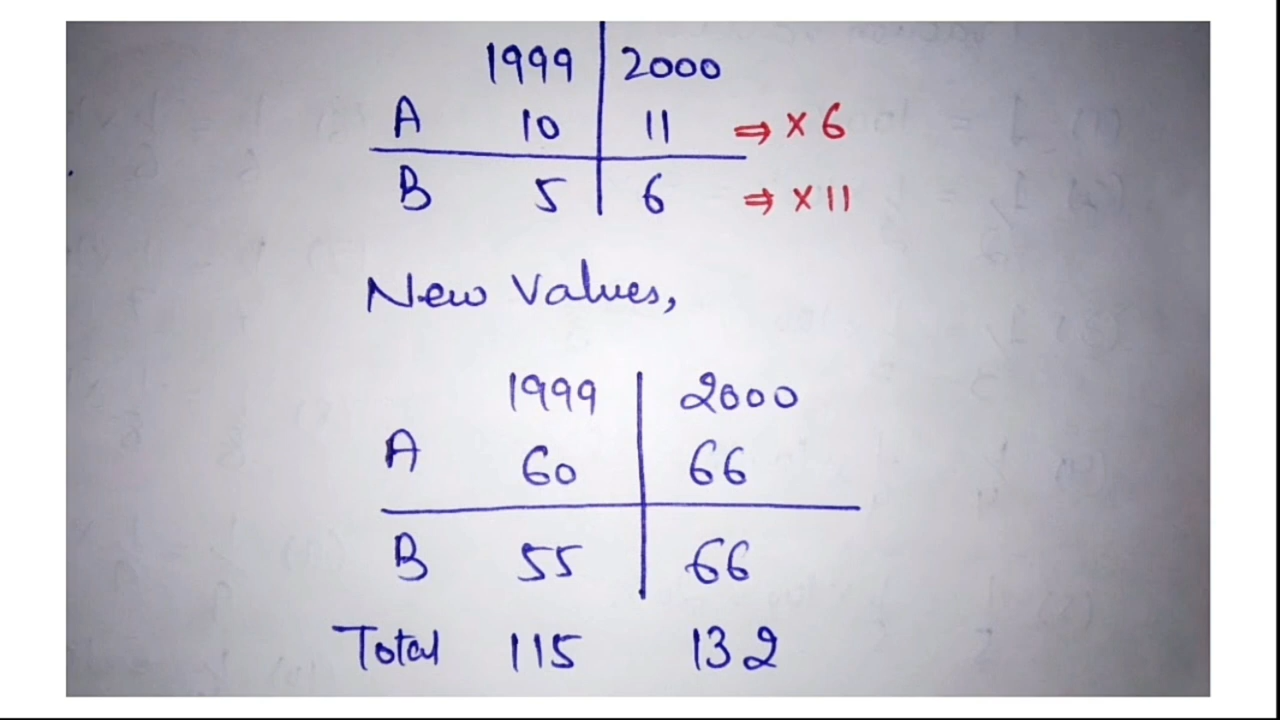 1999 2000
A 10 11 ⇒ × 6
B 5 6 ⇒ × 11
New Values,
1999 2000
A 60 66
B 55 66
Total 115 132